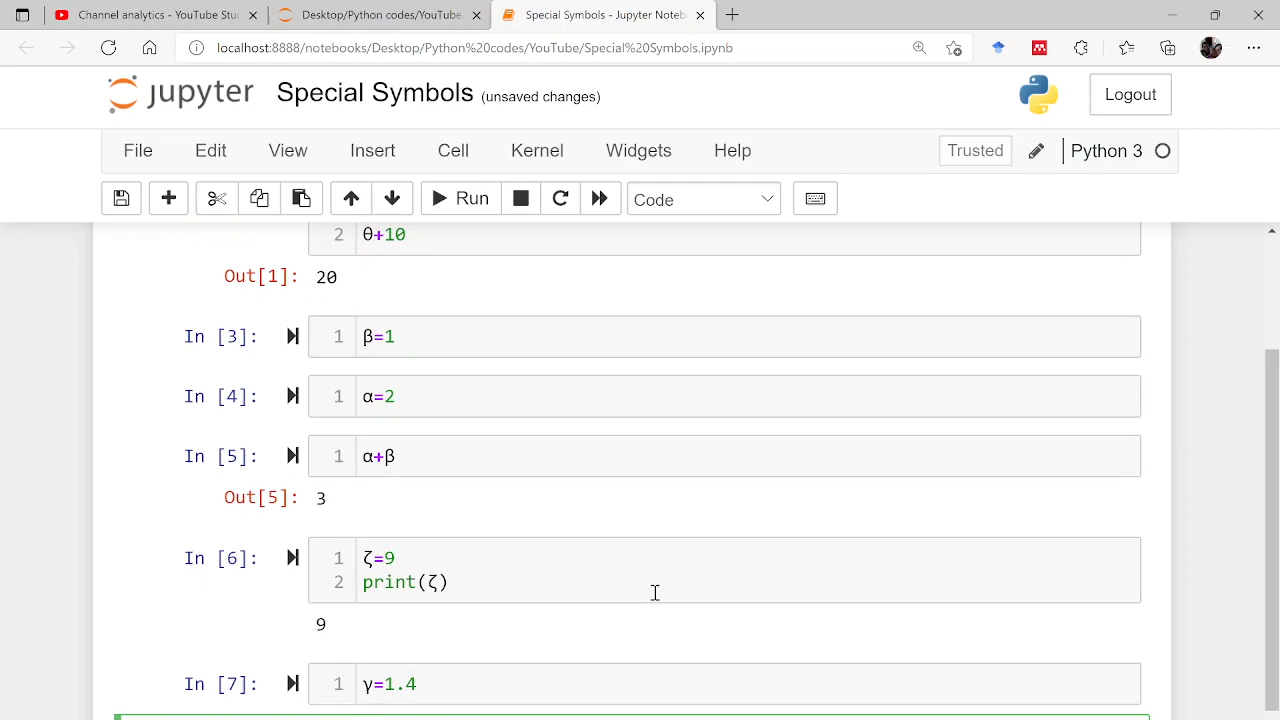 Channel analytics - YouTube Stu
Desktop/Python codes/YouTube
Special Symbols - Jupyter Noteb
localhost:8888/notebooks/Desktop/Python%20codes/YouTube/Special%20Symbols.ipynb
jupyter Special Symbols (unsaved changes)
Logout
File Edit View Insert Cell Kernel Widgets Help
Trusted Python 3
Run Code
2 θ+10
Out[1]: 20
In [3]: 1 β=1
In [4]: 1 α=2
In [5]: 1 α+β
Out[5]: 3
In [6]: 1 ζ=9
2 print(ζ)
9
In [7]: 1 γ=1.4